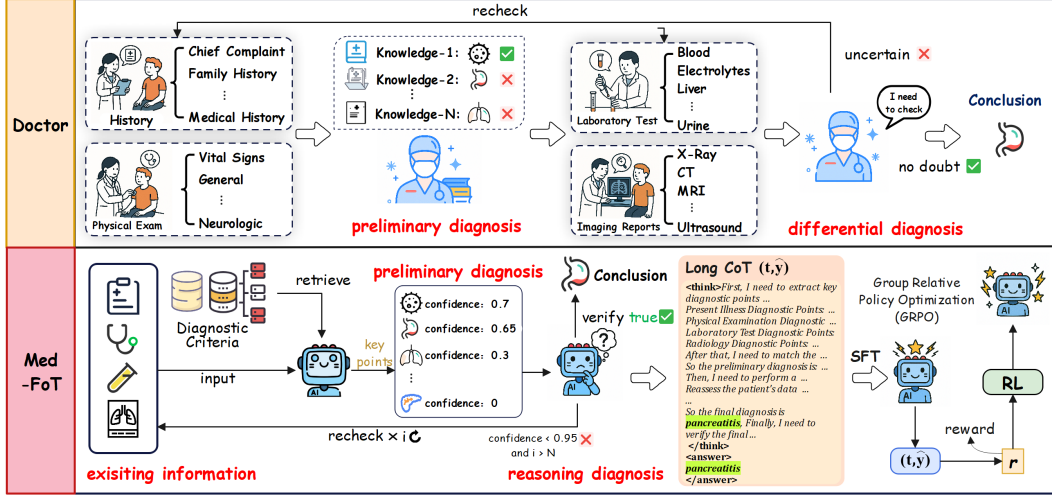 recheck
Doctor
Chief Complaint
Family History
⋮
Medical History
History
Vital Signs
General
⋮
Neurologic
Physical Exam
Knowledge-1:
Knowledge-2:
⋮
Knowledge-N:
preliminary diagnosis
Blood
Electrolytes
Liver
⋮
Urine
Laboratory Test
X-Ray
CT
MRI
⋮
Ultrasound
Imaging Reports
uncertain
I need
to check
no doubt
Conclusion
differential diagnosis
Med
-FoT
exisiting information
Diagnostic
Criteria
retrieve
input
AI
key
points
preliminary diagnosis
confidence: 0.7
confidence: 0.65
confidence: 0.3
⋮
confidence: 0
recheck × i
confidence < 0.95
and i > N
Conclusion
verify true
?
AI
reasoning diagnosis
Long CoT (t,ŷ)
<think>First, I need to extract key
diagnostic points ...
Present Illness Diagnostic Points: ...
Physical Examination Diagnostic ...
Laboratory Test Diagnostic Points:
Radiology Diagnostic Points: ...
After that, I need to match the ...
So the preliminary diagnosis is: ...
Then, I need to perform a ...
Reassess the patient's data ...
...
So the final diagnosis is
pancreatitis, Finally, I need to
verify the final ...
</think>
<answer>
pancreatitis
</answer>
Group Relative
Policy Optimization
(GRPO)
SFT
AI
(t,ŷ)
reward
r
RL
AI